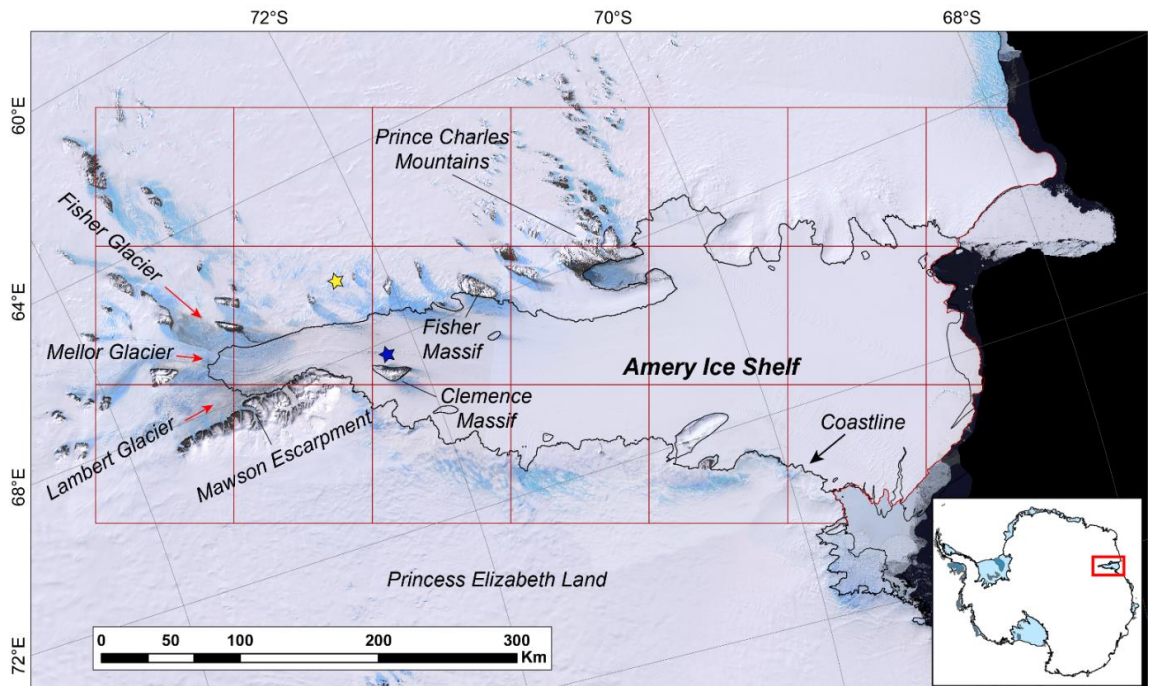 72°S
70°S
68°S
60°E
64°E
68°E
72°E
Prince Charles
Mountains
Fisher Glacier
Mellor Glacier
Lambert Glacier
Mawson Escarpment
Fisher
Massif
Clemence
Massif
Amery Ice Shelf
Coastline
Princess Elizabeth Land
0 50 100 200 300
Km